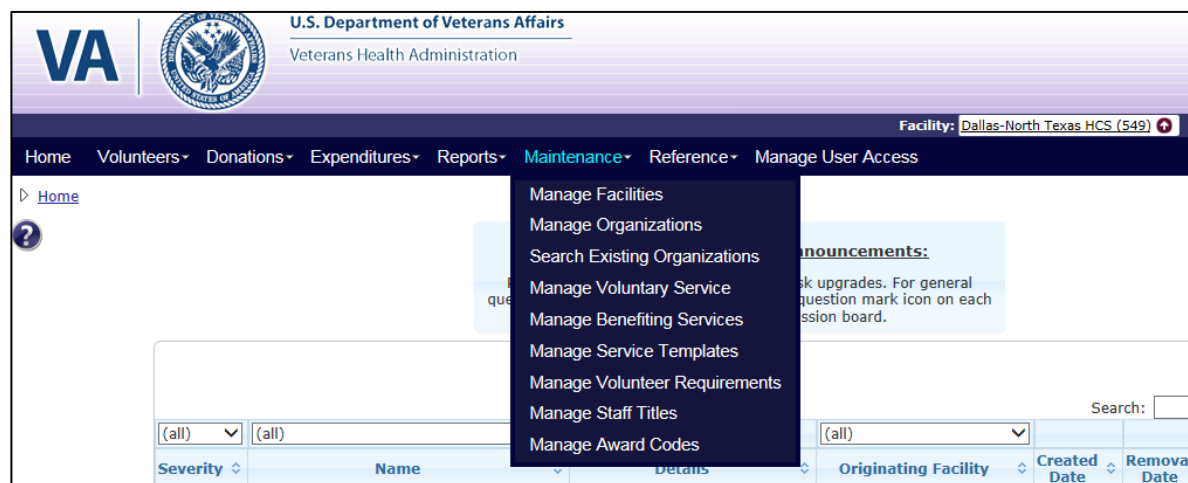 VA
U.S. Department of Veterans Affairs
Veterans Health Administration
Facility: Dallas-North Texas HCS (549)
Home Volunteers Donations Expenditures Reports Maintenance Reference Manage User Access
Home
Manage Facilities
Manage Organizations
Search Existing Organizations
Manage Voluntary Service
Manage Benefiting Services
Manage Service Templates
Manage Volunteer Requirements
Manage Staff Titles
Manage Award Codes
nouncements:
sk upgrades. For general
que question mark icon on each
ssion board.
Search:
(all) (all) (all)
Severity Name Details Originating Facility Created Date Remova Date